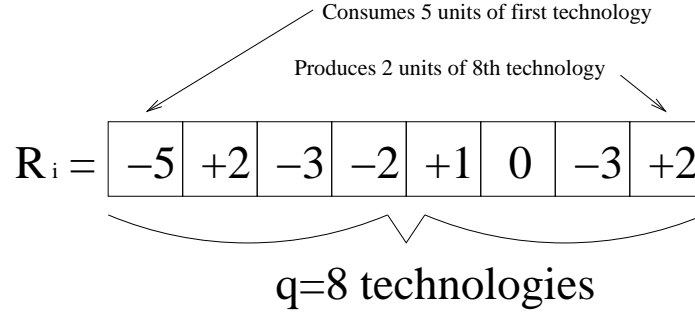 Consumes 5 units of first technology
Produces 2 units of 8th technology
R i = −5 +2 −3 −2 +1 0 −3 +2
q=8 technologies